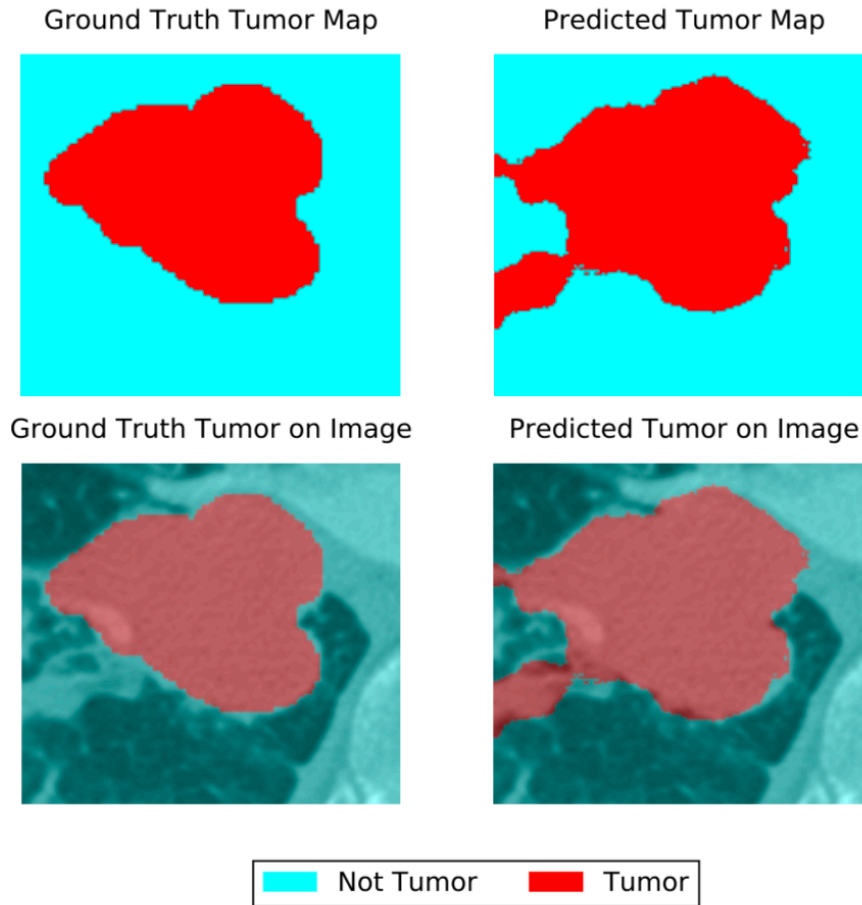 Ground Truth Tumor Map
Predicted Tumor Map
Ground Truth Tumor on Image
Predicted Tumor on Image
Not Tumor
Tumor